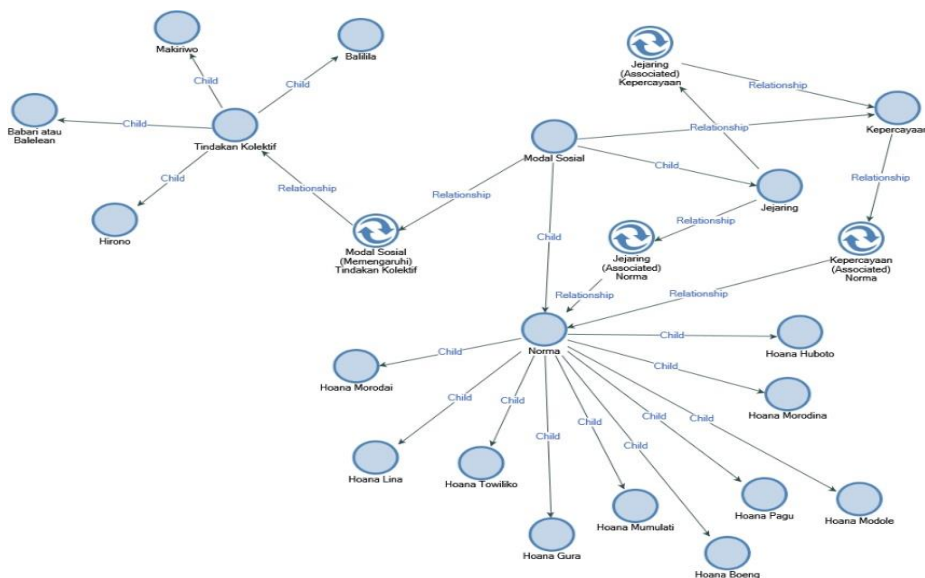 Makiriwo
Balilila
Child
Child
Jejaring
(Associated)
Kepercayaan
Relationship
Babari atau
Balelean
Child
Tindakan Kolektif
Modal Sosial
Relationship
Kepercayaan
Child
Child
Relationship
Relationship
Relationship
Jejaring
Hirono
Relationship
Modal Sosial
(Memengaruhi)
Tindakan Kolektif
Child
Jejaring
(Associated)
Norma
Kepercayaan
(Associated)
Norma
Relationship
Relationship
Norma
Child
Hoana Huboto
Child
Hoana Morodai
Child
Hoana Morodina
Child
Child
Child
Child
Child
Child
Child
Hoana Lina
Hoana Towiliko
Hoana Gura
Hoana Mumulati
Hoana Boeng
Hoana Pagu
Hoana Modole